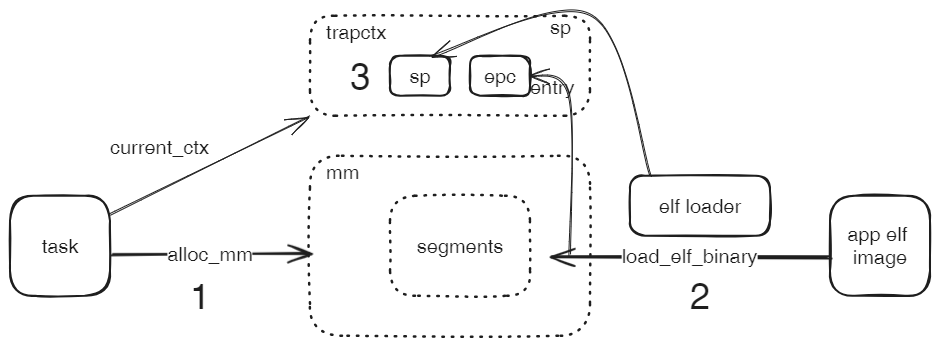 trapctx
sp
3
sp
epc
entry
current_ctx
mm
elf loader
task
alloc_mm
segments
load_elf_binary
app elf
image
1
2